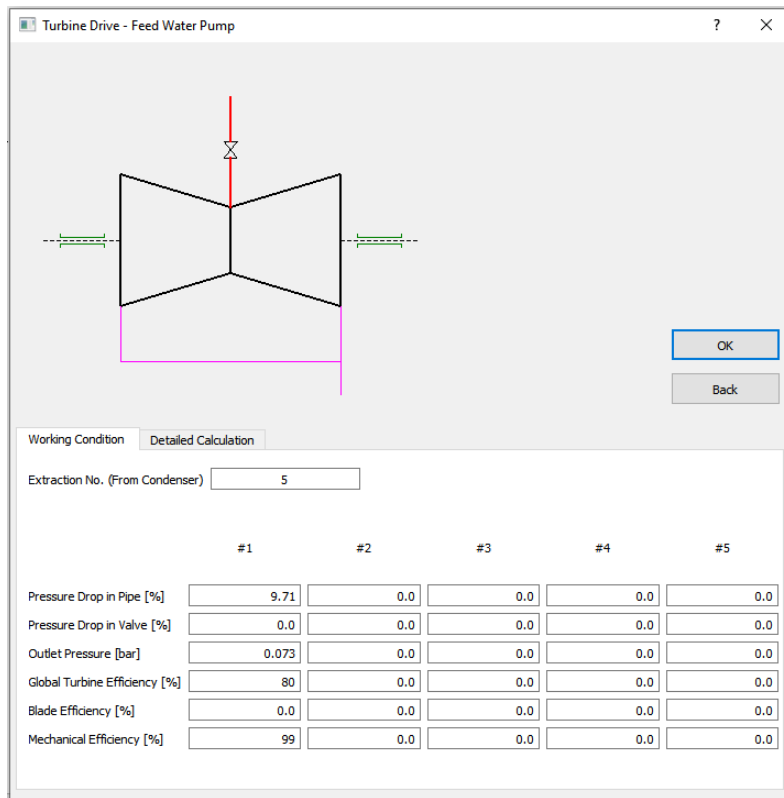 Turbine Drive - Feed Water Pump ? ×
OK
Back
Working Condition Detailed Calculation
Extraction No. (From Condenser) 5
#1 #2 #3 #4 #5
Pressure Drop in Pipe [%] 9.71 0.0 0.0 0.0 0.0
Pressure Drop in Valve [%] 0.0 0.0 0.0 0.0 0.0
Outlet Pressure [bar] 0.073 0.0 0.0 0.0 0.0
Global Turbine Efficiency [%] 80 0.0 0.0 0.0 0.0
Blade Efficiency [%] 0.0 0.0 0.0 0.0 0.0
Mechanical Efficiency [%] 99 0.0 0.0 0.0 0.0